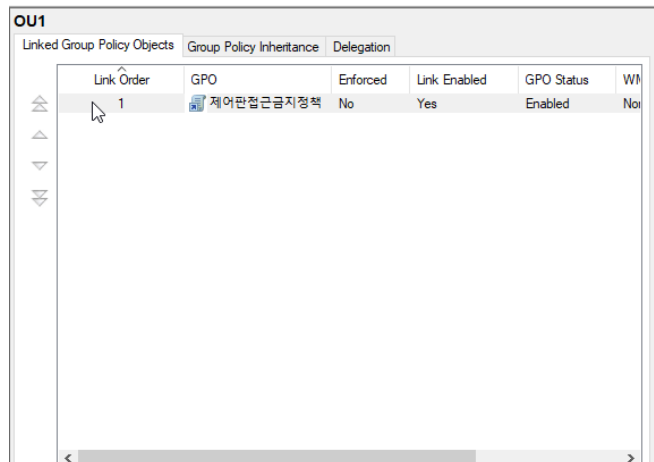 OU1
Linked Group Policy Objects Group Policy Inheritance Delegation
Link Order GPO Enforced Link Enabled GPO Status
1 제어판접근금지정책 No Yes Enabled